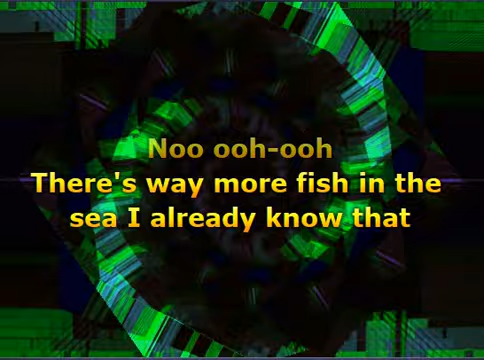 Noo ooh-ooh
There's way more fish in the
sea I already know that